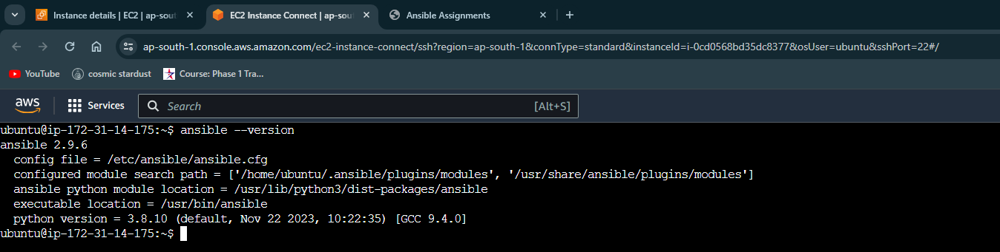 Instance details | EC2 | ap-sout
EC2 Instance Connect | ap-sou
Ansible Assignments
ap-south-1.console.aws.amazon.com/ec2-instance-connect/ssh?region=ap-south-1&connType=standard&instanceId=i-0cd0568bd35dc8377&osUser=ubuntu&sshPort=22#/
YouTube
cosmic stardust
Course: Phase 1 Tra...
aws
Services
Search
[Alt+S]
ubuntu@ip-172-31-14-175:~$ ansible --version
ansible 2.9.6
config file = /etc/ansible/ansible.cfg
configured module search path = ['/home/ubuntu/.ansible/plugins/modules', '/usr/share/ansible/plugins/modules']
ansible python module location = /usr/lib/python3/dist-packages/ansible
executable location = /usr/bin/ansible
python version = 3.8.10 (default, Nov 22 2023, 10:22:35) [GCC 9.4.0]
ubuntu@ip-172-31-14-175:~$